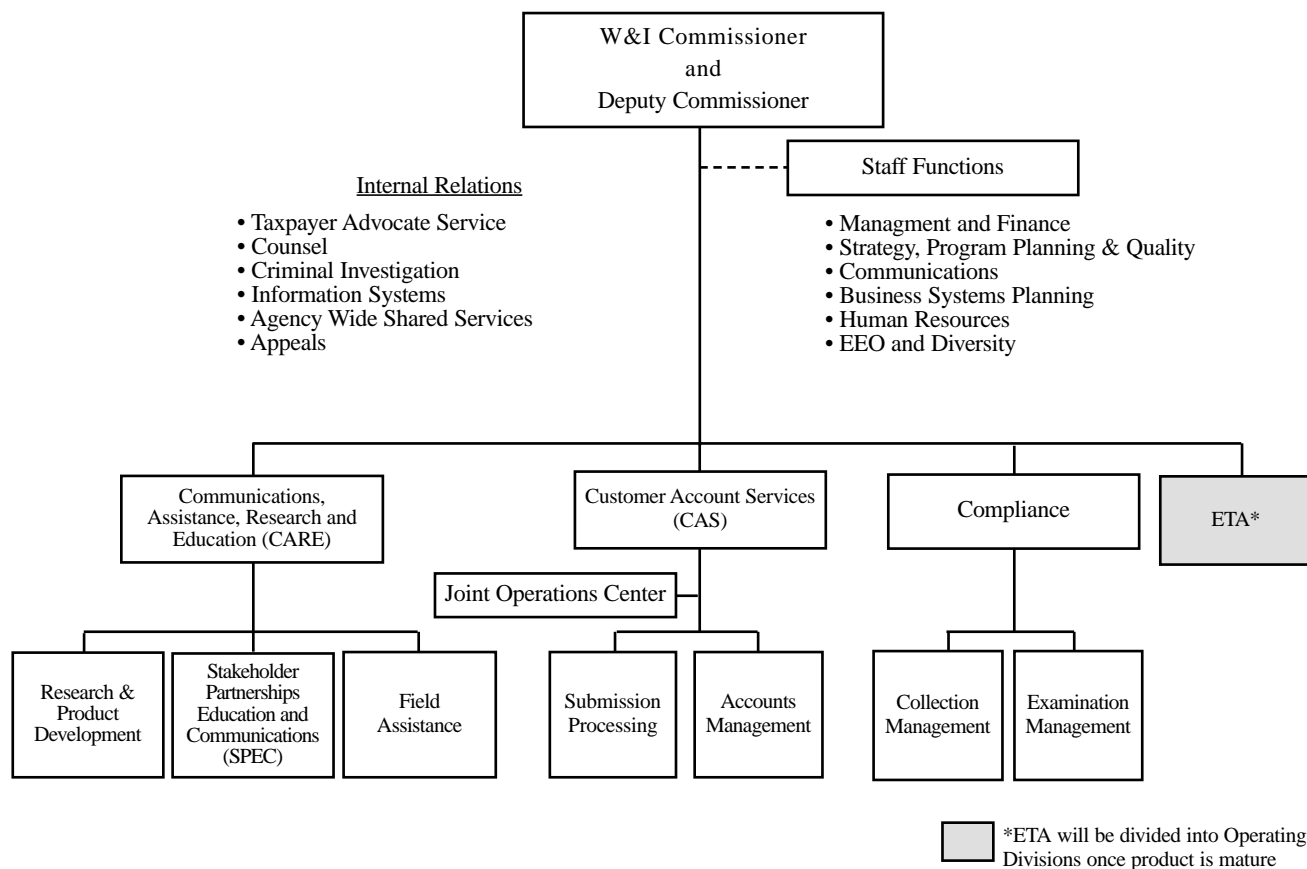 W&I Commissioner
and
Deputy Commissioner
Staff Functions
Internal Relations
• Taxpayer Advocate Service
• Counsel
• Criminal Investigation
• Information Systems
• Agency Wide Shared Services
• Appeals
• Managment and Finance
• Strategy, Program Planning & Quality
• Communications
• Business Systems Planning
• Human Resources
• EEO and Diversity
Communications,
Assistance, Research and
Education (CARE)
Customer Account Services
(CAS)
Compliance
ETA*
Joint Operations Center
Research &
Product
Development
Stakeholder
Partnerships
Education and
Communications
(SPEC)
Field
Assistance
Submission
Processing
Accounts
Management
Collection
Management
Examination
Management
*ETA will be divided into Operating
Divisions once product is mature